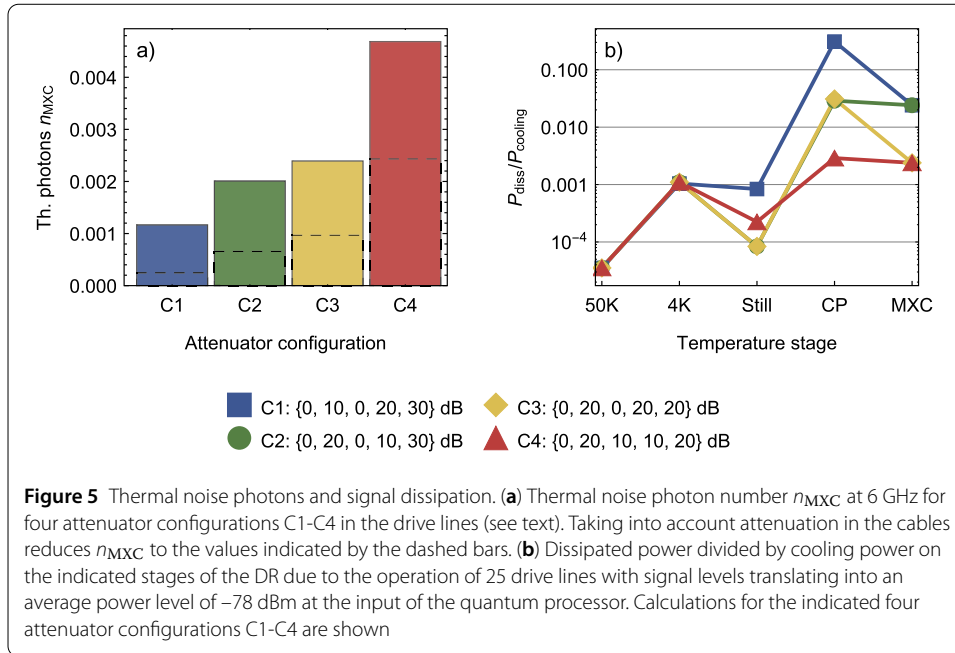 a)
Th. photons nMXC
0.004
0.003
0.002
0.001
0.000
C1 C2 C3 C4
Attenuator configuration
b)
Pdiss/Pcooling
0.100
0.010
0.001
10−4
50K 4K Still CP MXC
Temperature stage
C1: {0, 10, 0, 20, 30} dB C3: {0, 20, 0, 20, 20} dB
C2: {0, 20, 0, 10, 30} dB C4: {0, 20, 10, 10, 20} dB
Figure 5 Thermal noise photons and signal dissipation. (a) Thermal noise photon number nMXC at 6 GHz for
four attenuator configurations C1-C4 in the drive lines (see text). Taking into account attenuation in the cables
reduces nMXC to the values indicated by the dashed bars. (b) Dissipated power divided by cooling power on
the indicated stages of the DR due to the operation of 25 drive lines with signal levels translating into an
average power level of –78 dBm at the input of the quantum processor. Calculations for the indicated four
attenuator configurations C1-C4 are shown